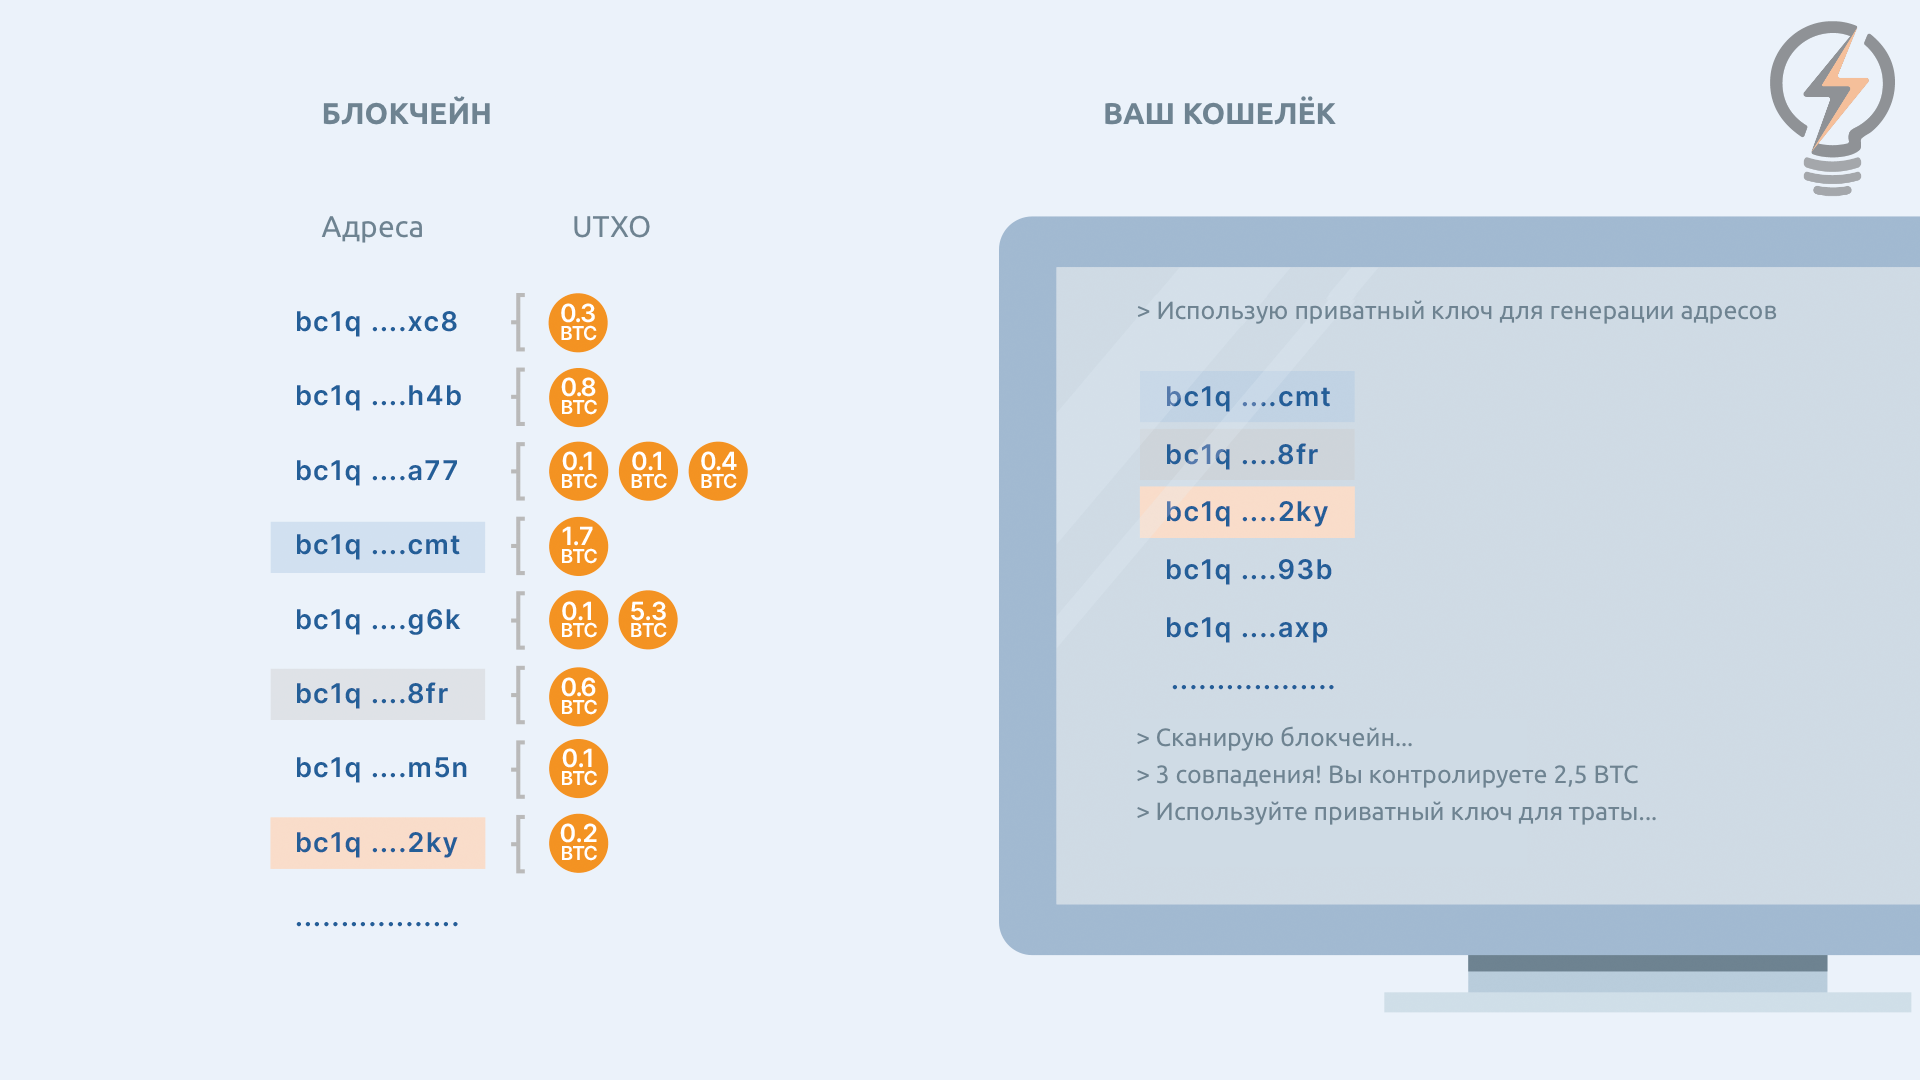 БЛОКЧЕЙН
Адреса UTXO
bc1q ....xc8 0.3 BTC
bc1q ....h4b 0.8 BTC
bc1q ....a77 0.1 BTC 0.1 BTC 0.4 BTC
bc1q ....cmt 1.7 BTC
bc1q ....g6k 0.1 BTC 5.3 BTC
bc1q ....8fr 0.6 BTC
bc1q ....m5n 0.1 BTC
bc1q ....2ky 0.2 BTC
..................
ВАШ КОШЕЛЁК
> Использую приватный ключ для генерации адресов
bc1q ....cmt
bc1q ....8fr
bc1q ....2ky
bc1q ....93b
bc1q ....axp
..................
> Сканирую блокчейн...
> 3 совпадения! Вы контролируете 2,5 BTC
> Используйте приватный ключ для траты...